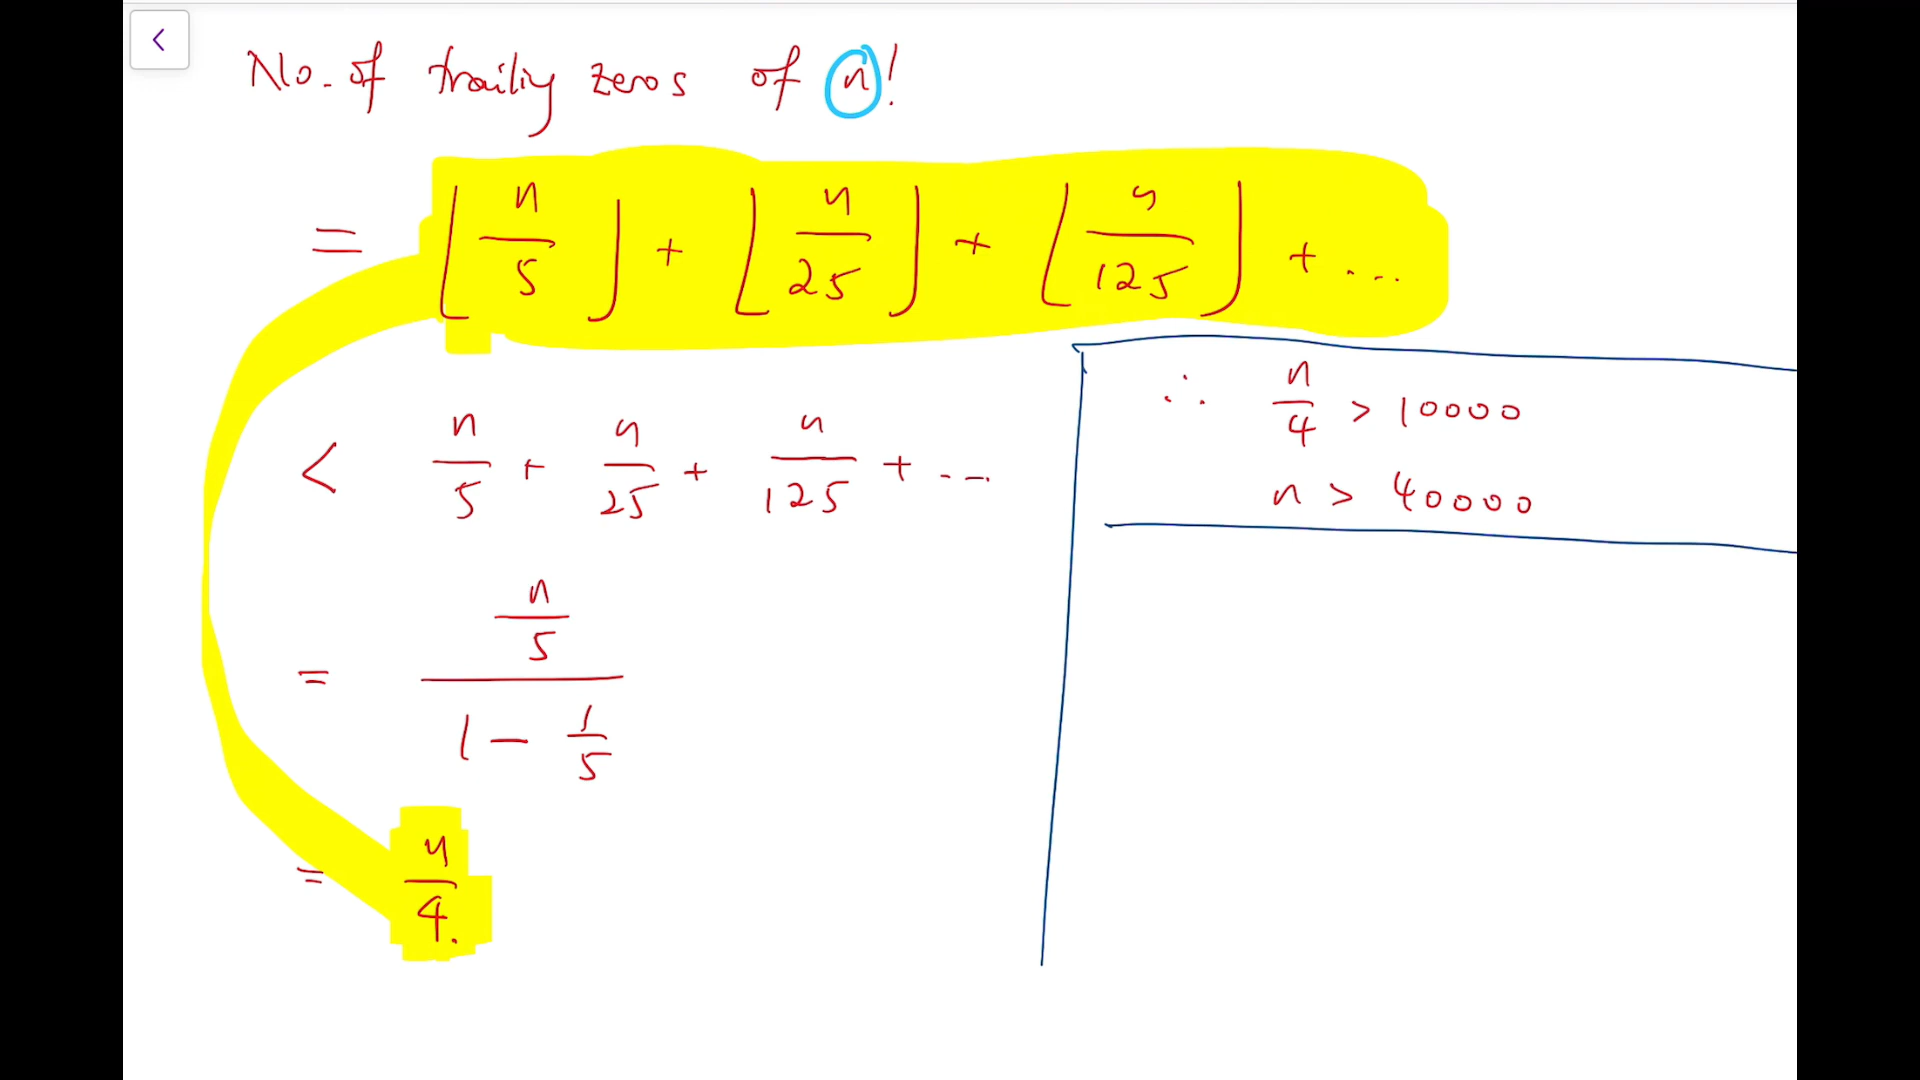 No. of trailing zeros of n!
= ⌊n/5⌋ + ⌊n/25⌋ + ⌊n/125⌋ + ...
< n/5 + n/25 + n/125 + ...
= (n/5)/(1 - 1/5)
= n/4.
∴ n/4 > 10000
n > 40000